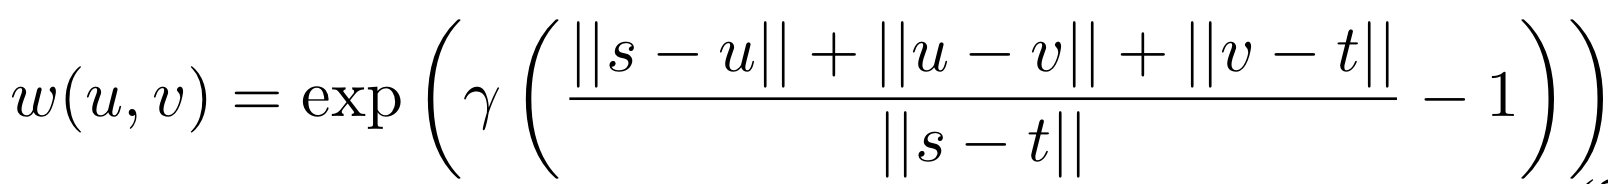 w(u, v) = exp(γ((||s − u|| + ||u − v|| + ||v − t||)/(||s − t||) − 1))